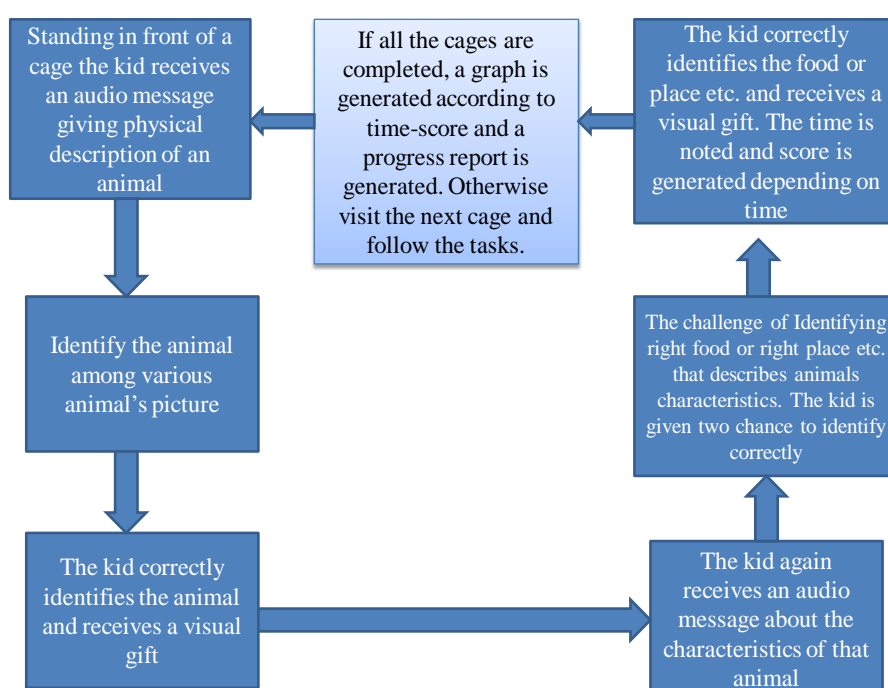 Standing in front of a
cage the kid receives
an audio message
giving physical
description of an
animal
Identify the animal
among various
animal’s picture
The kid correctly
identifies the animal
and receives a visual
gift
The kid again
receives an audio
message about the
characteristics of that
animal
The challenge of Identifying
right food or right place etc.
that describes animals
characteristics. The kid is
given two chance to identify
correctly
The kid correctly
identifies the food or
place etc. and receives a
visual gift. The time is
noted and score is
generated depending on
time
If all the cages are
completed, a graph is
generated according to
time-score and a
progress report is
generated. Otherwise
visit the next cage and
follow the tasks.